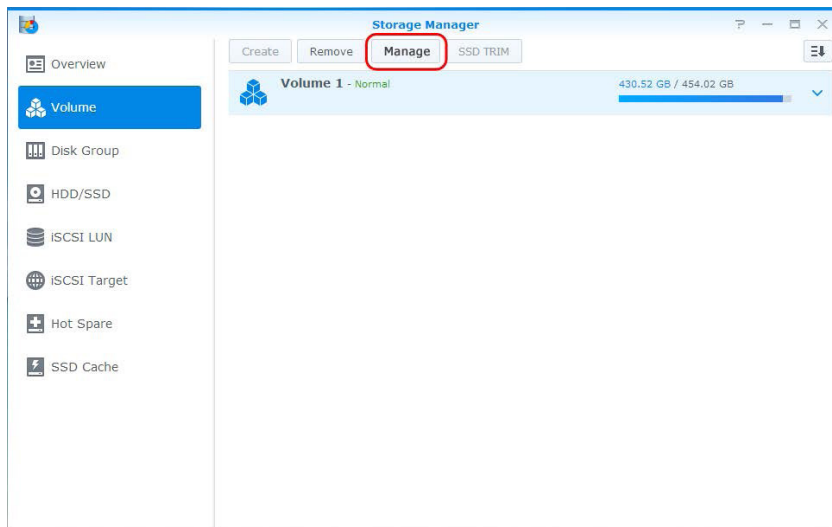 Storage Manager
Overview
Volume
Disk Group
HDD/SSD
iSCSI LUN
iSCSI Target
Hot Spare
SSD Cache
Create Remove Manage SSD TRIM
Volume 1 - Normal 430.52 GB / 454.02 GB